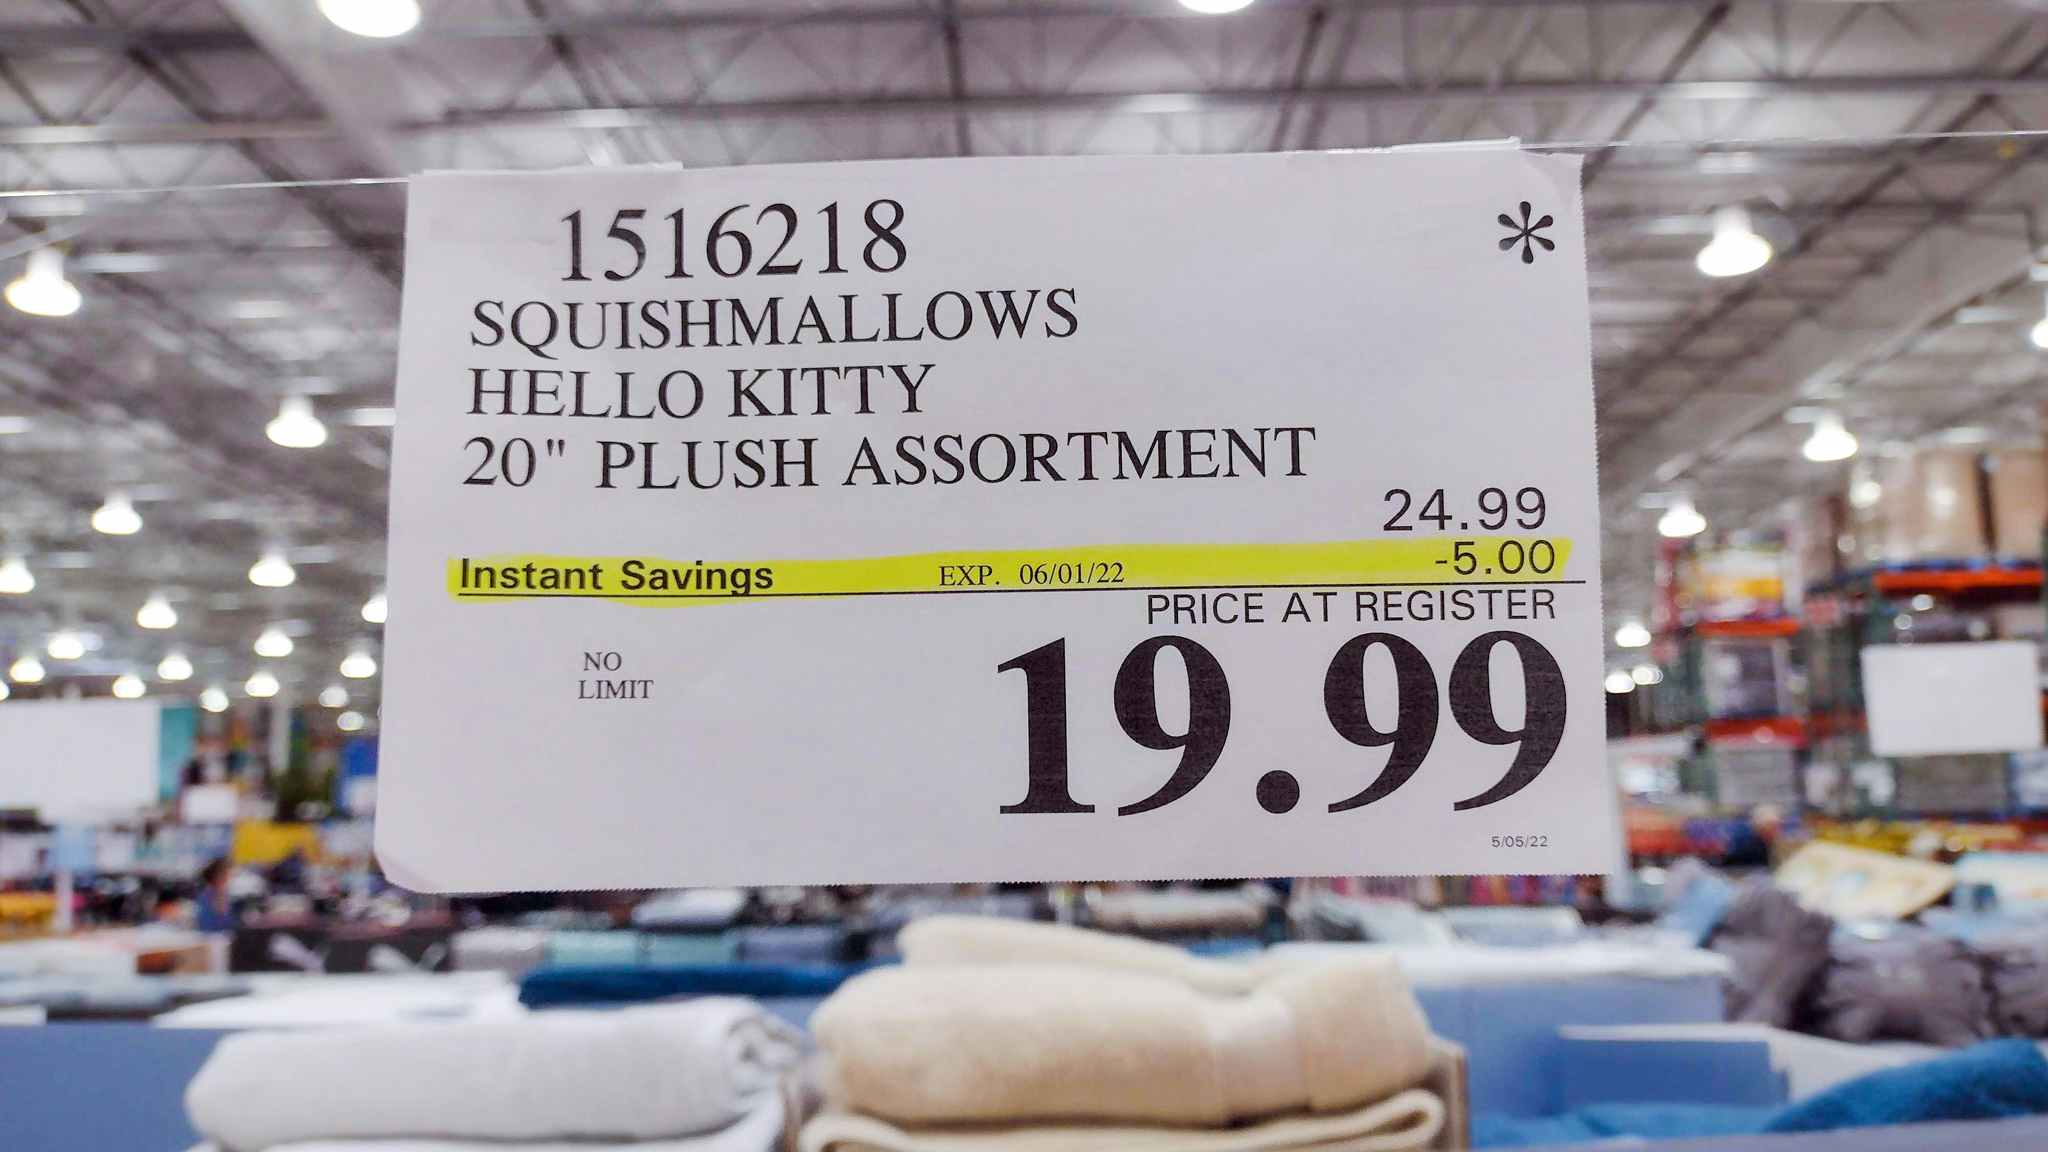 1516218
*
SQUISHMALLOWS
HELLO KITTY
20" PLUSH ASSORTMENT
24.99
Instant Savings EXP. 06/01/22 -5.00
PRICE AT REGISTER
NO
LIMIT
19.99
5/05/22